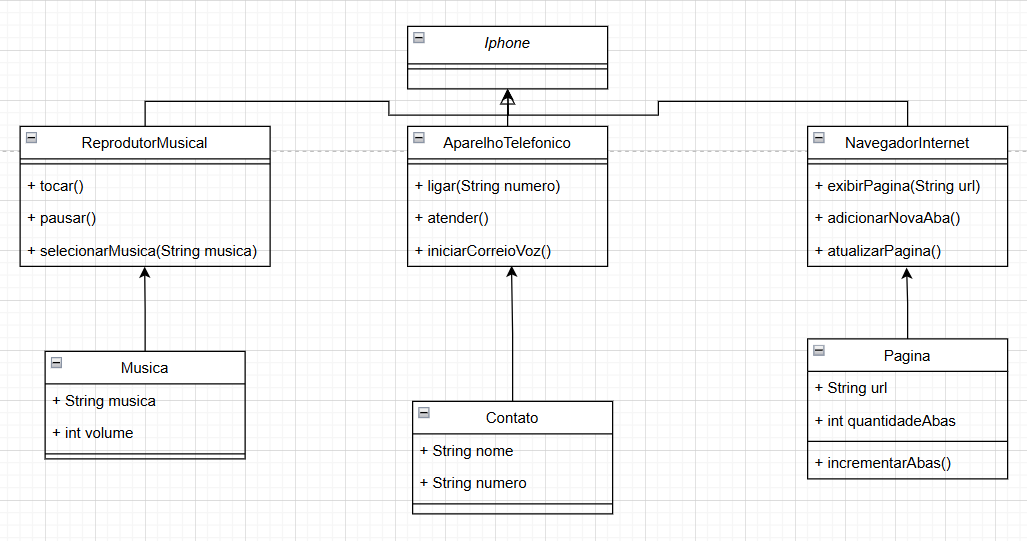 Iphone
ReprodutorMusical
+ tocar()
+ pausar()
+ selecionarMusica(String musica)
AparelhoTelefonico
+ ligar(String numero)
+ atender()
+ iniciarCorreioVoz()
NavegadorInternet
+ exibirPagina(String url)
+ adicionarNovaAba()
+ atualizarPagina()
Musica
+ String musica
+ int volume
Contato
+ String nome
+ String numero
Pagina
+ String url
+ int quantidadeAbas
+ incrementarAbas()